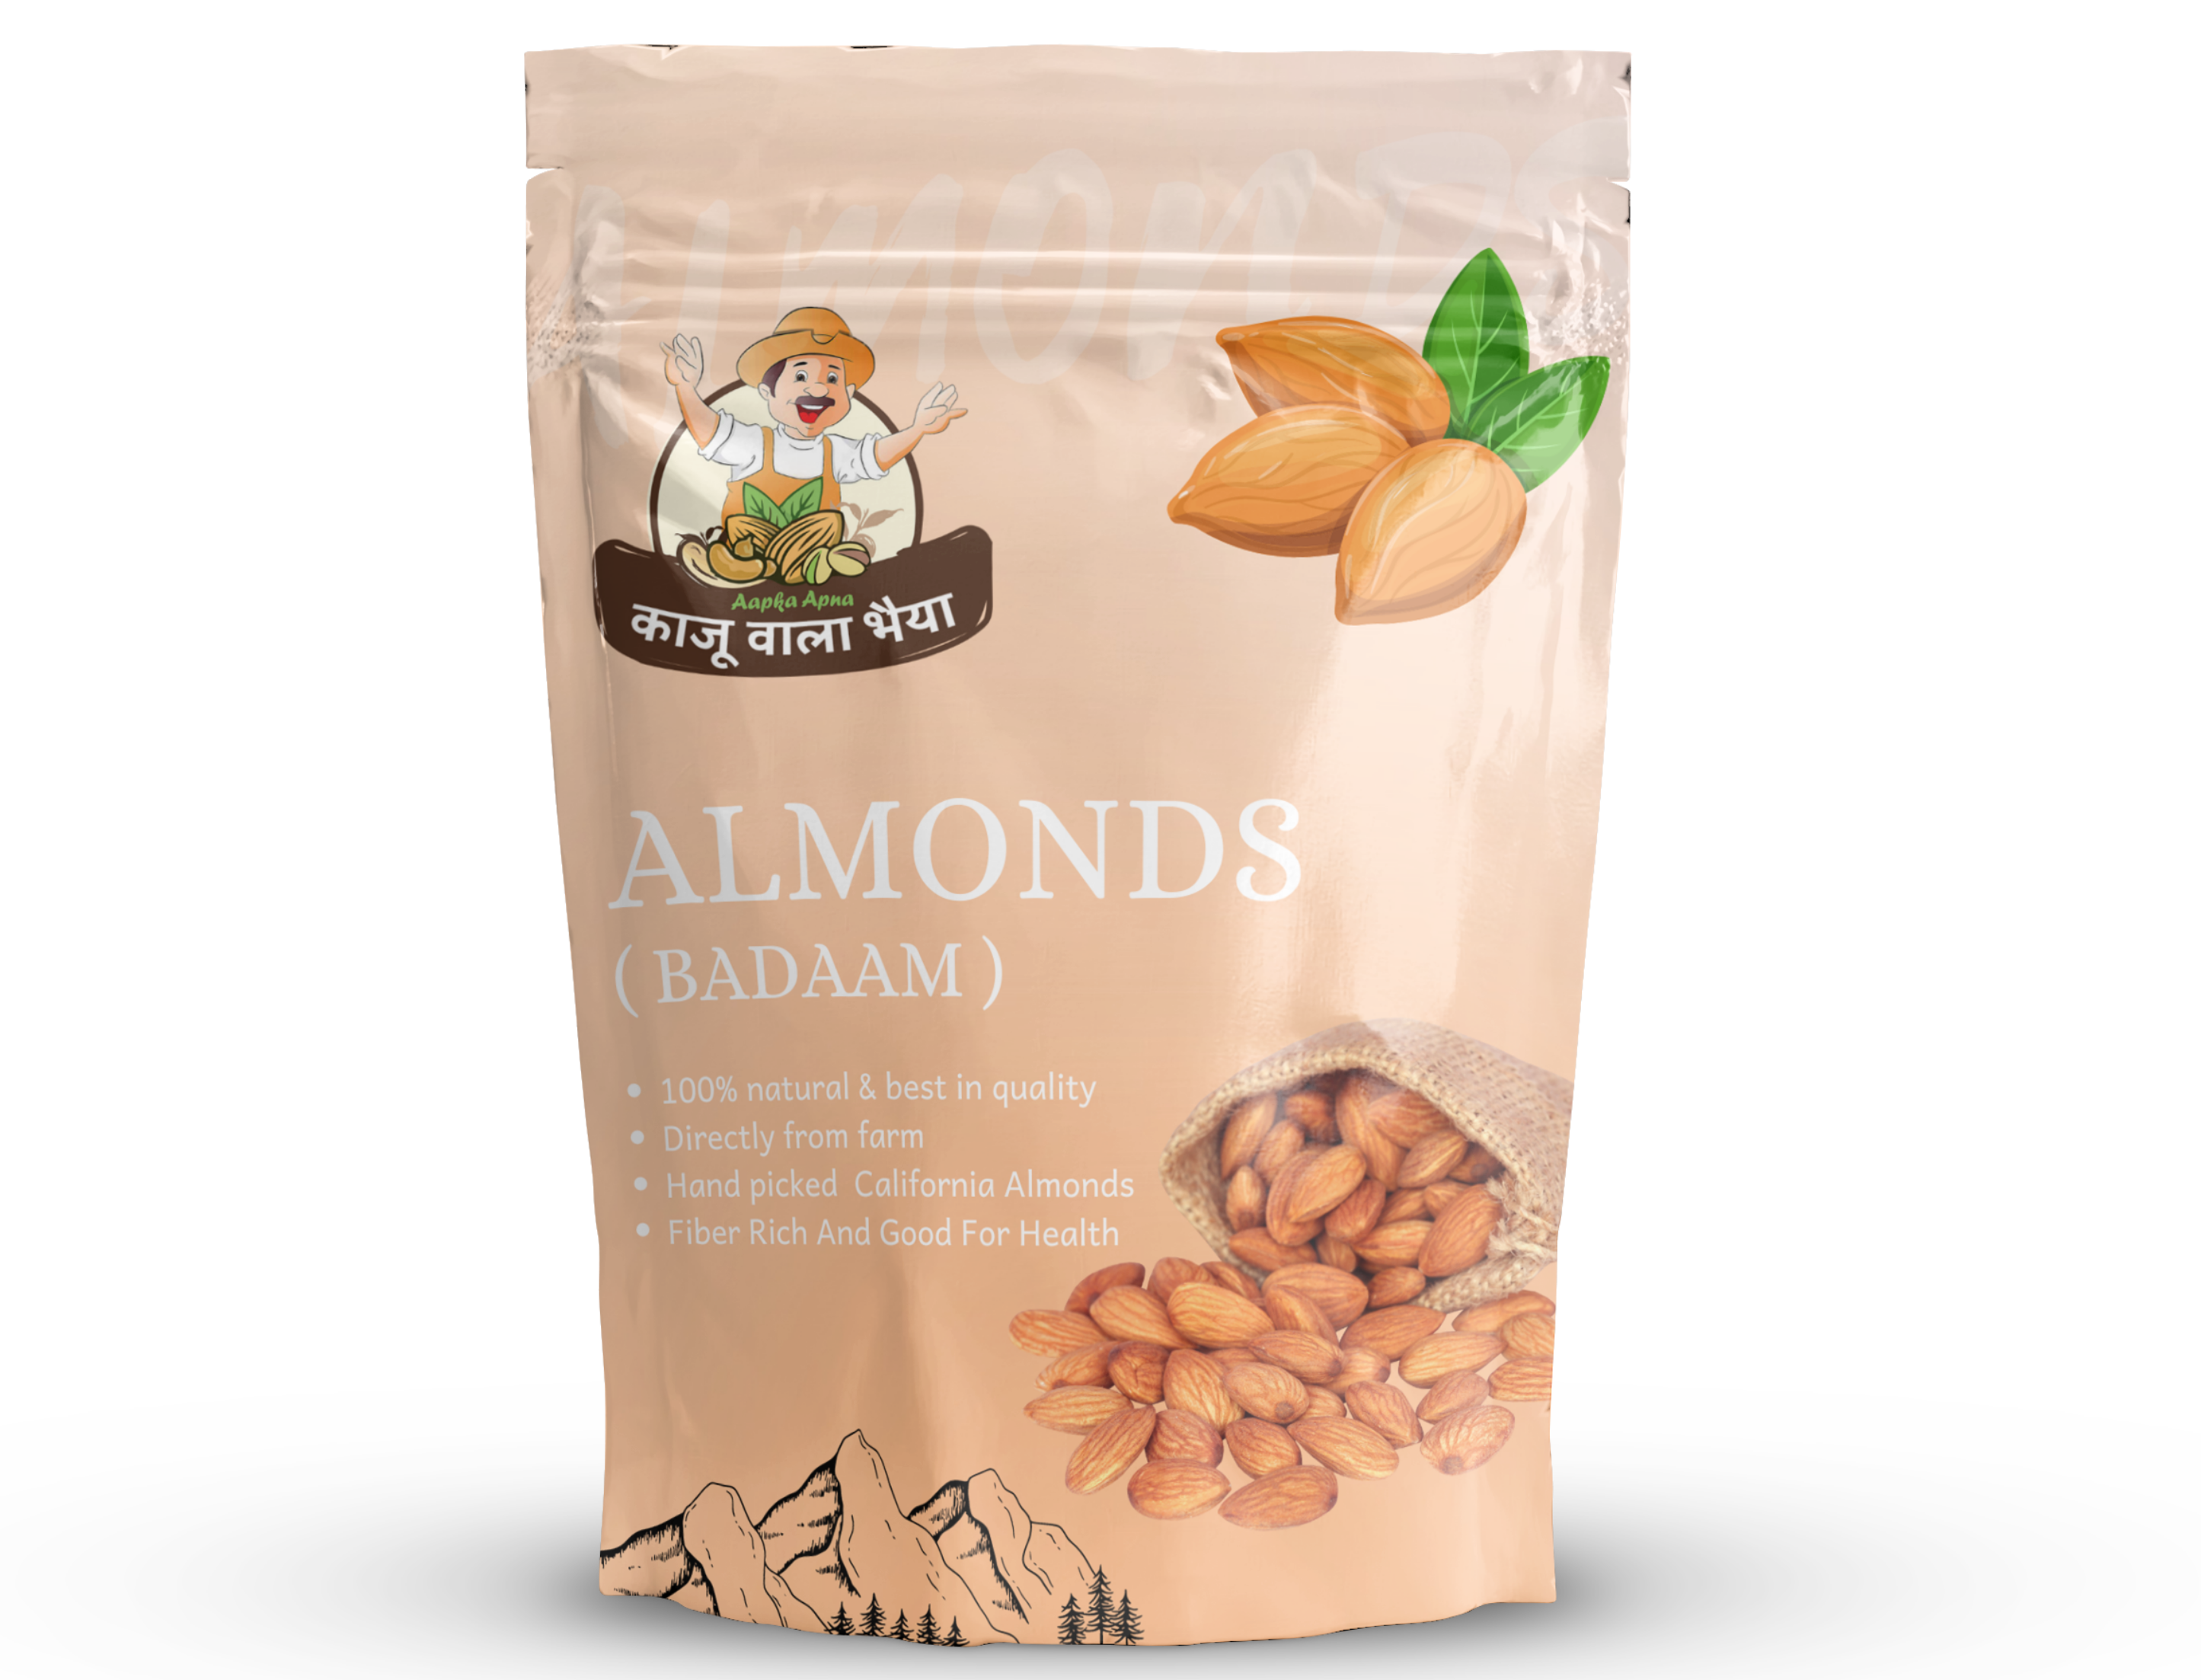 ALMONDS
Aapka Apna
काजू वाला भैया
ALMONDS
( BADAAM )
100% natural & best in quality
Directly from farm
Hand picked California Almonds
Fiber Rich And Good For Health